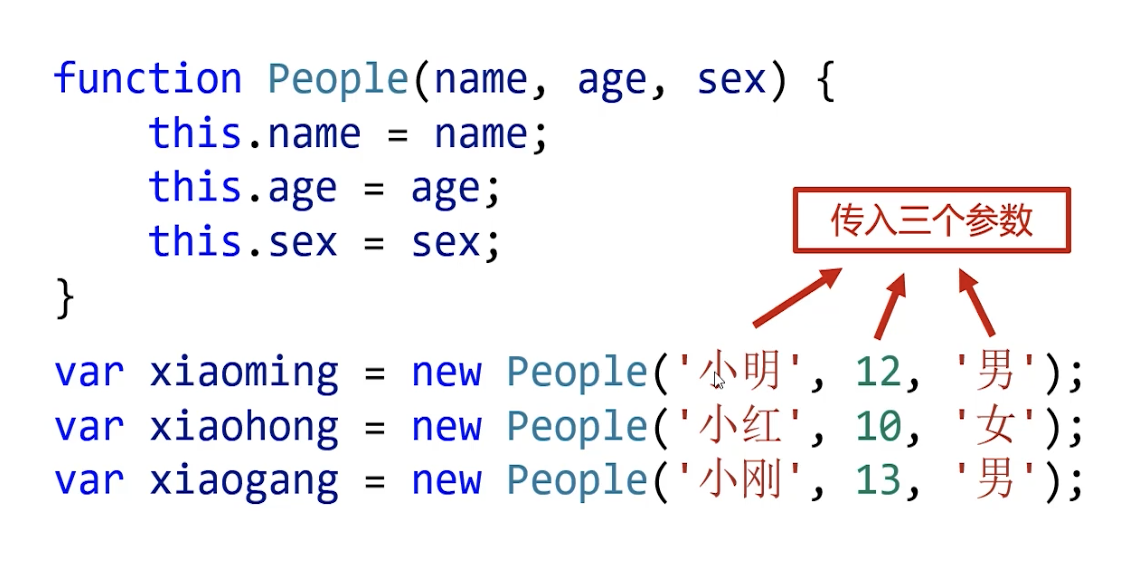 function People(name, age, sex) {
    this.name = name;
    this.age = age;
    this.sex = sex;
}
传入三个参数
var xiaoming = new People('小明', 12, '男');
var xiaohong = new People('小红', 10, '女');
var xiaogang = new People('小刚', 13, '男');